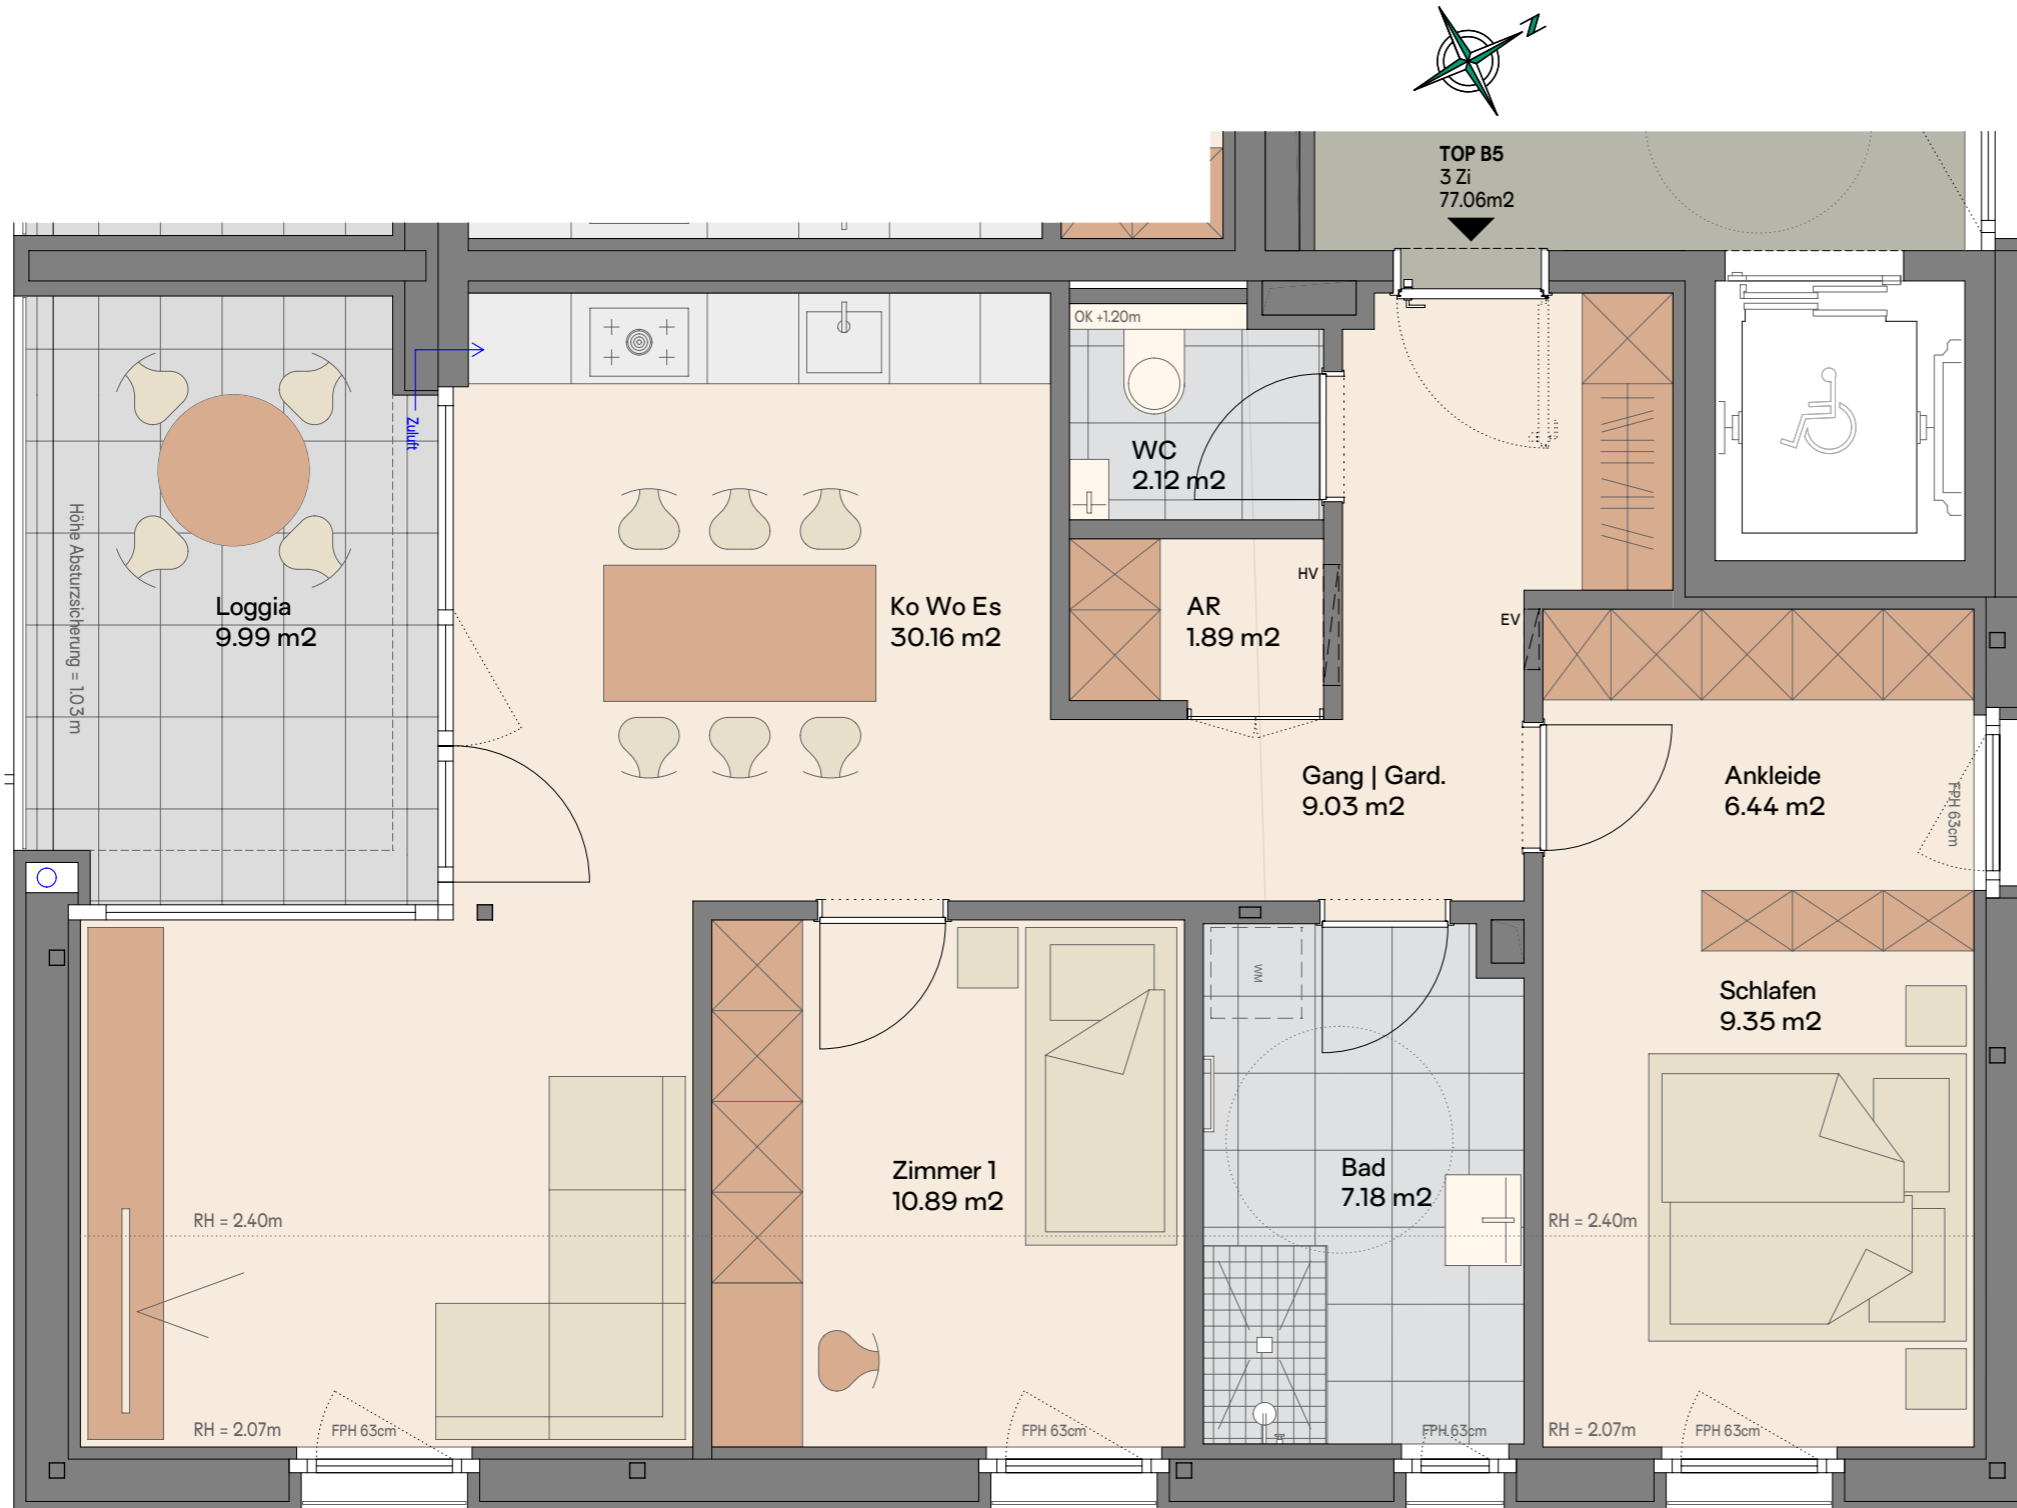 N
TOP B5
3 Zi
77.06m2
OK +1.20m
Zuluft
WC
2.12 m2
Höhe Absturzsicherung = 1.03m
HV
Loggia
9.99 m2
Ko Wo Es
30.16 m2
AR
1.89 m2
EV
Gang | Gard.
9.03 m2
Ankleide
6.44 m2
FPH 63cm
WM
Schlafen
9.35 m2
Zimmer 1
10.89 m2
Bad
7.18 m2
RH = 2.40m
RH = 2.40m
RH = 2.07m
FPH 63cm
FPH 63cm
FPH 63cm
RH = 2.07m
FPH 63cm